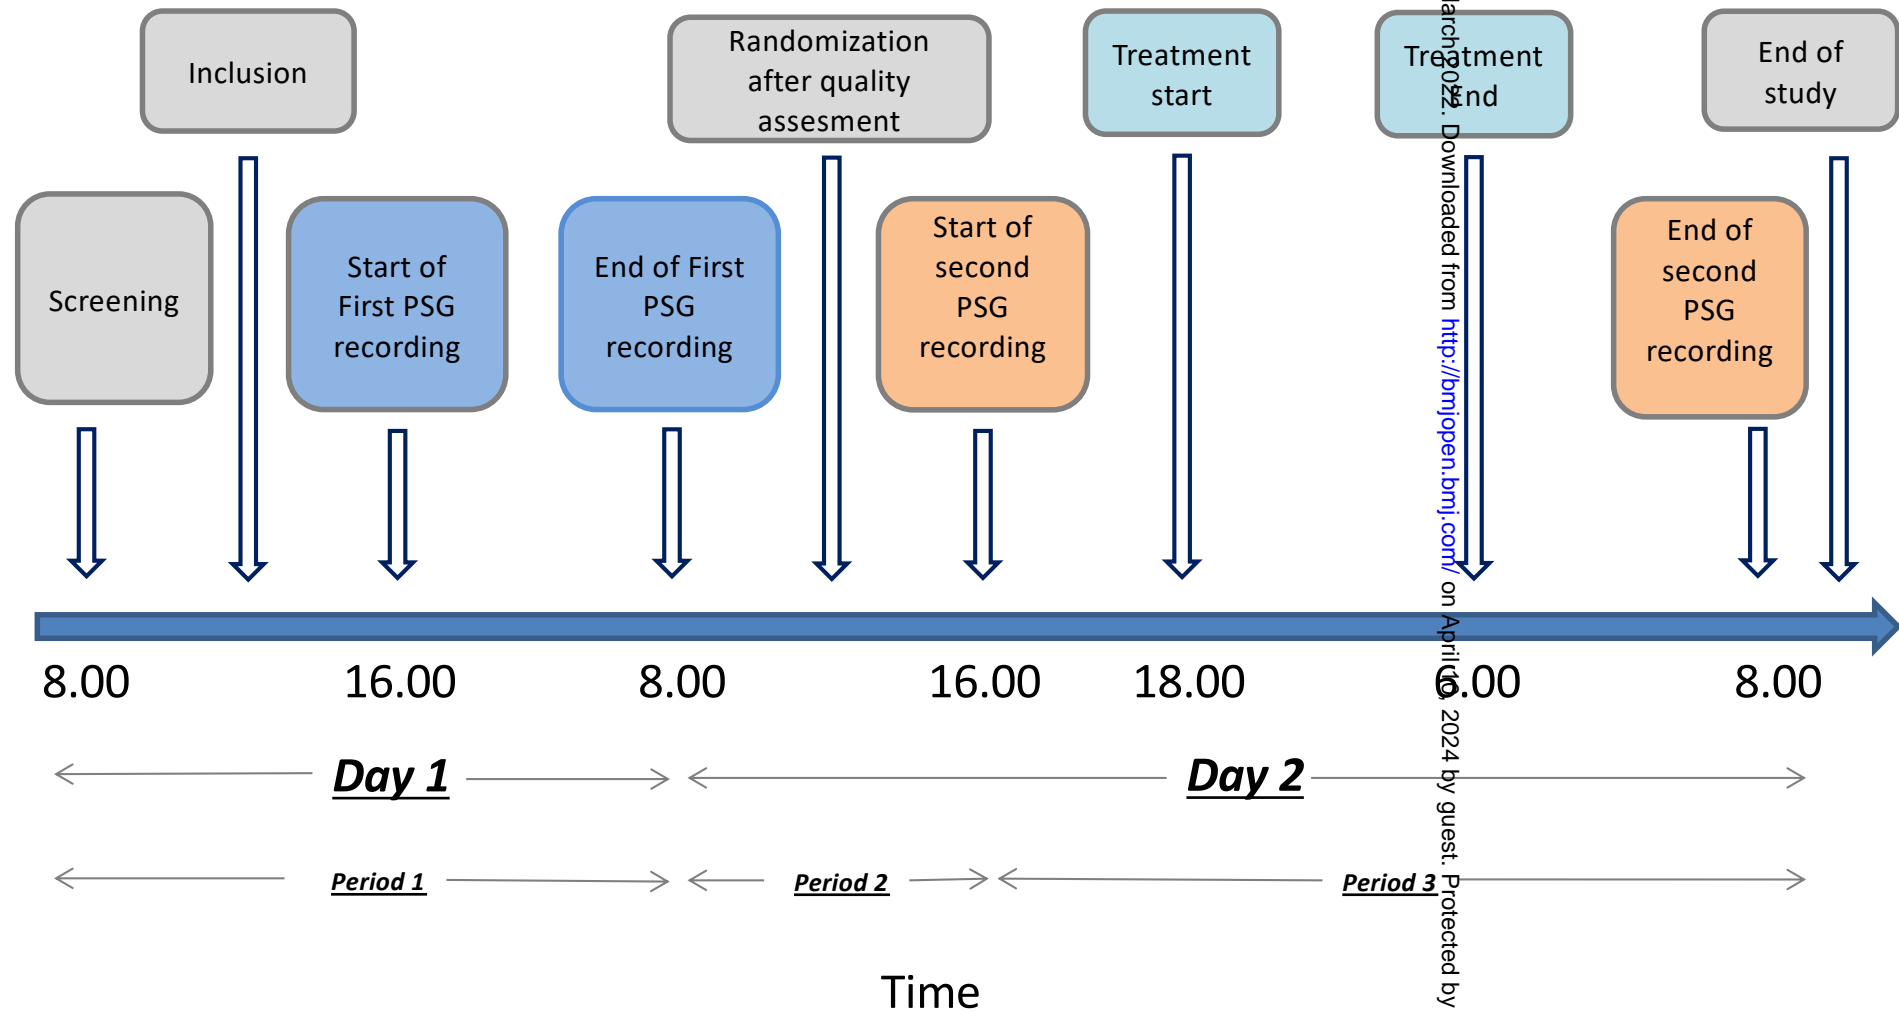 Inclusion
Randomization
after quality
assesment
Treatment
start
Treatment
End
End of
study
Screening
Start of
First PSG
recording
End of First
PSG
recording
Start of
second
PSG
recording
End of
second
PSG
recording
8.00
16.00
8.00
16.00
18.00
6.00
8.00
Day 1
Day 2
Period 1
Period 2
Period 3
Time
2022. Downloaded from http://bmjopen.bmj.com/ on April 10, 2024 by guest. Protected by